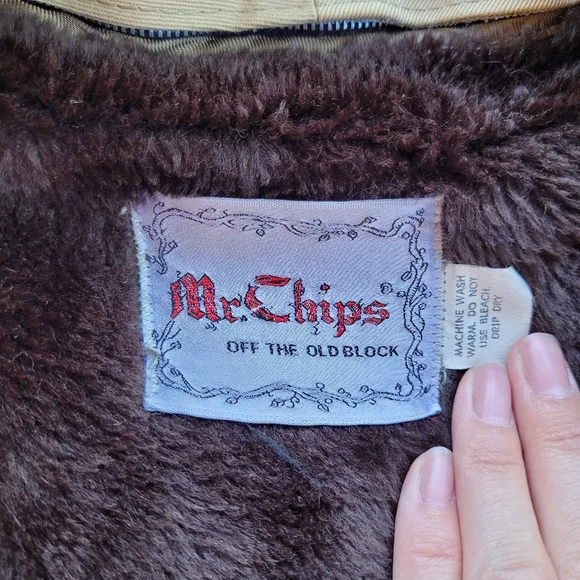 Mr. Chips
OFF THE OLD BLOCK
MACHINE WASH
WARM. DO NOT
USE BLEACH.
DRIP DRY